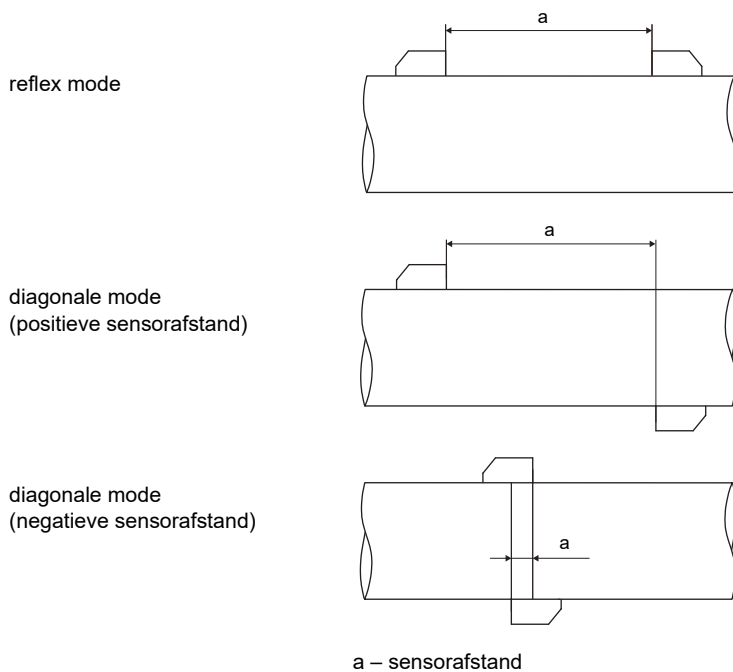 a
reflex mode
a
diagonale mode
(positieve sensorafstand)
diagonale mode
(negatieve sensorafstand)
a
a – sensorafstand